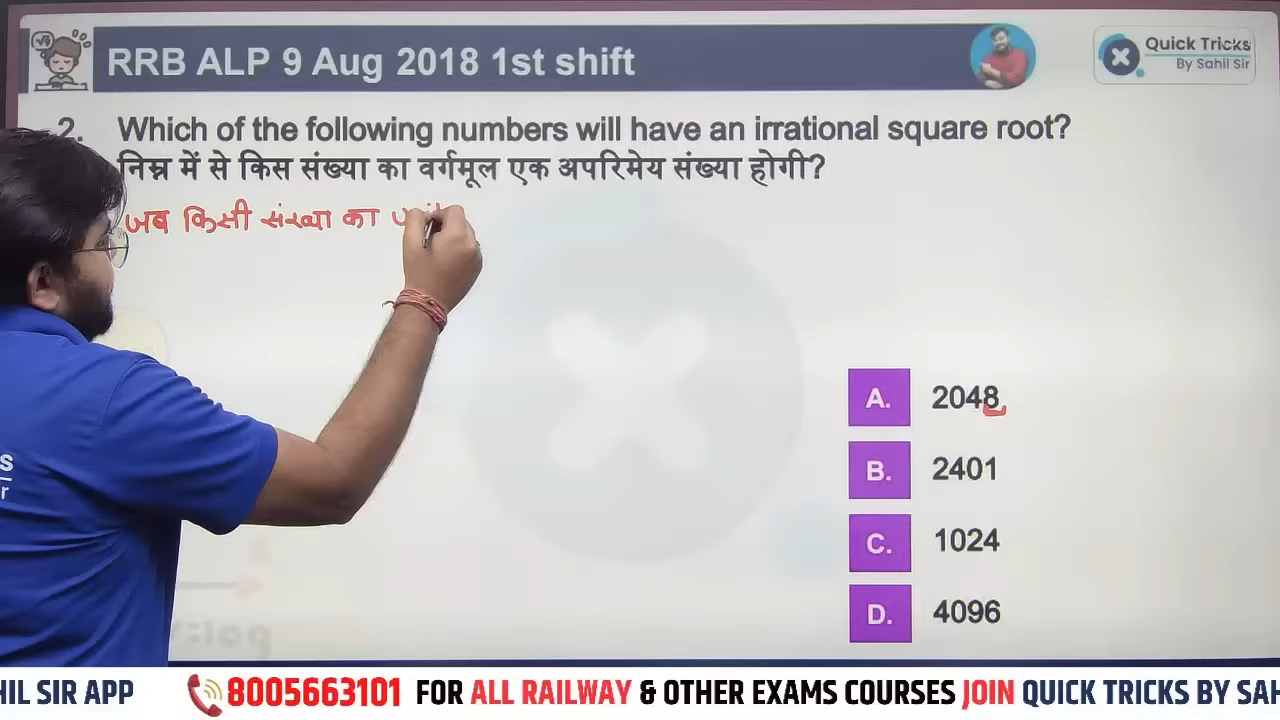 RRB ALP 9 Aug 2018 1st shift
Quick Tricks
By Sahil Sir
2. Which of the following numbers will have an irrational square root?
निम्न में से किस संख्या का वर्गमूल एक अपरिमेय संख्या होगी?
जब किसी संख्या का
A. 2048
B. 2401
C. 1024
D. 4096
HIL SIR APP 8005663101 FOR ALL RAILWAY & OTHER EXAMS COURSES JOIN QUICK TRICKS BY SAH